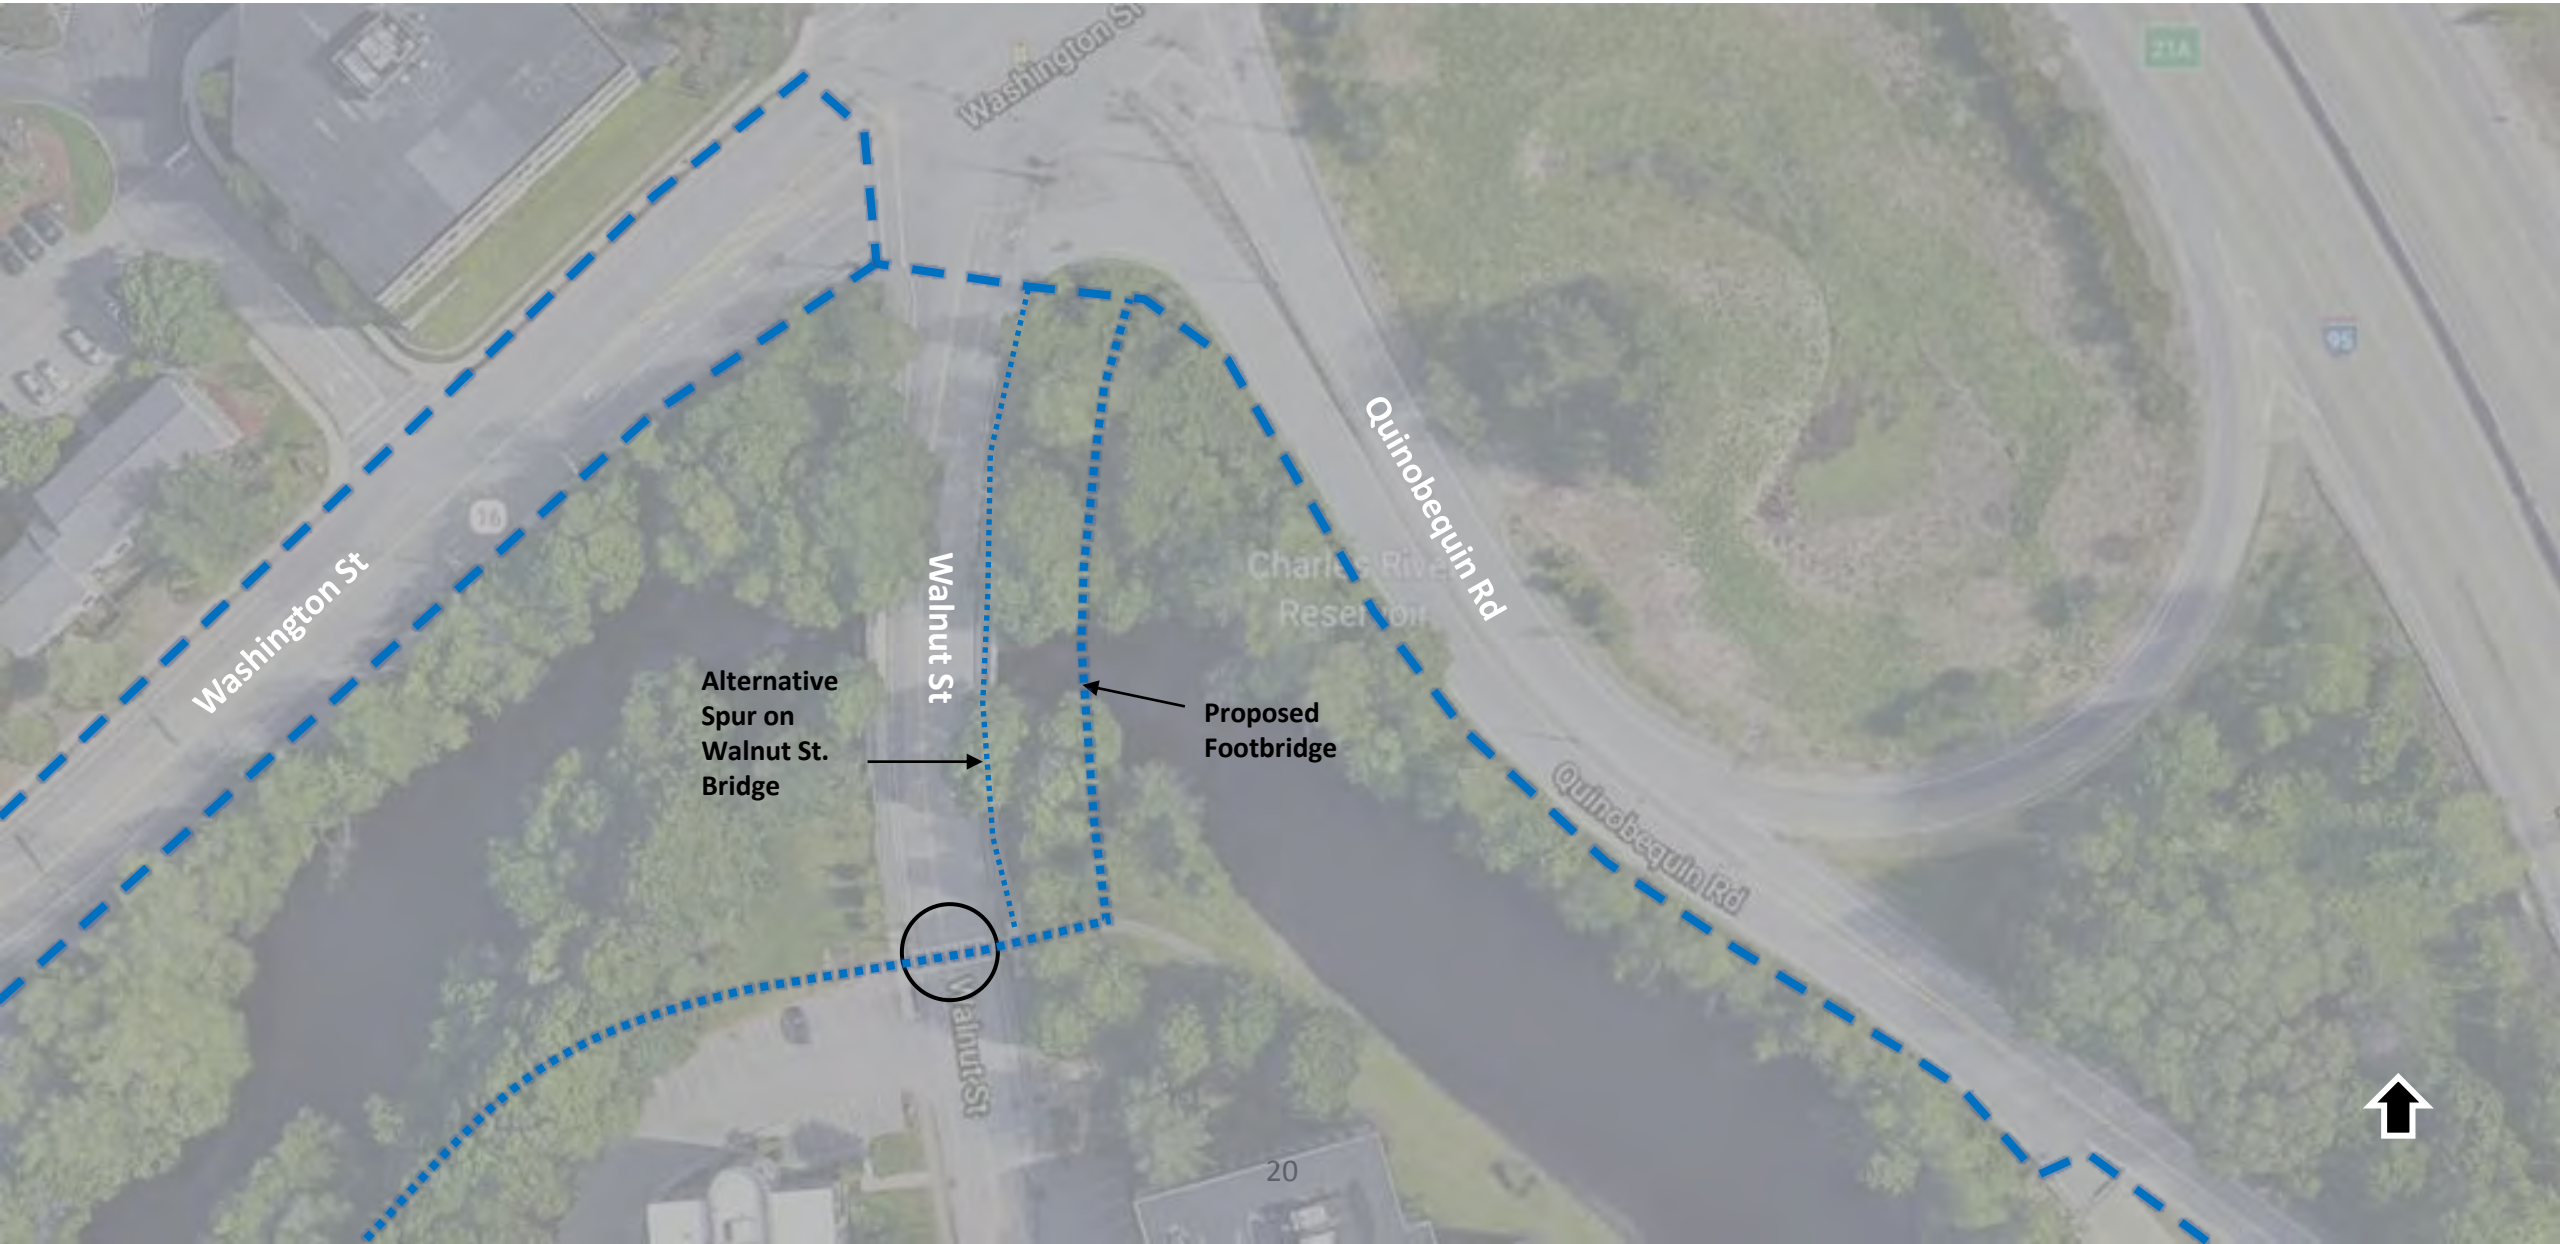 Washington St
21A
95
Quinobequin Rd
16
Washington St
Walnut St
Charles River
Reservoir
Alternative
Spur on
Walnut St.
Bridge
Proposed
Footbridge
Quinobequin Rd
Walnut St
20